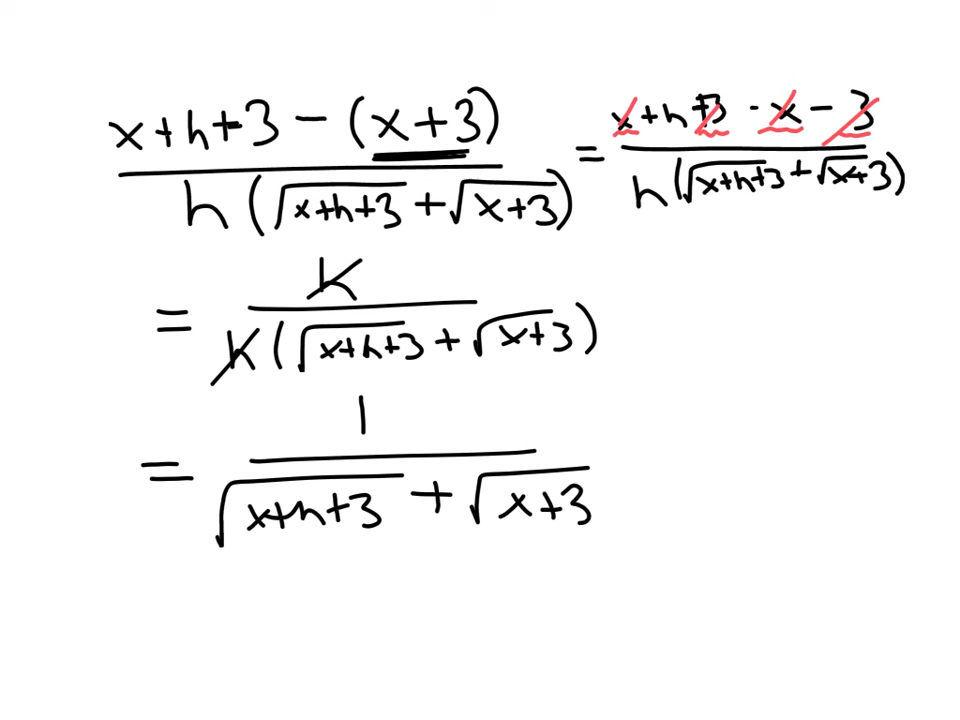 x+h+3 − (x+3) / h(√(x+h+3) + √(x+3)) = x+h+3 - x − 3 / h(√(x+h+3) + √(x+3))
= h / h(√(x+h+3) + √(x+3))
= 1 / √(x+h+3) + √(x+3)